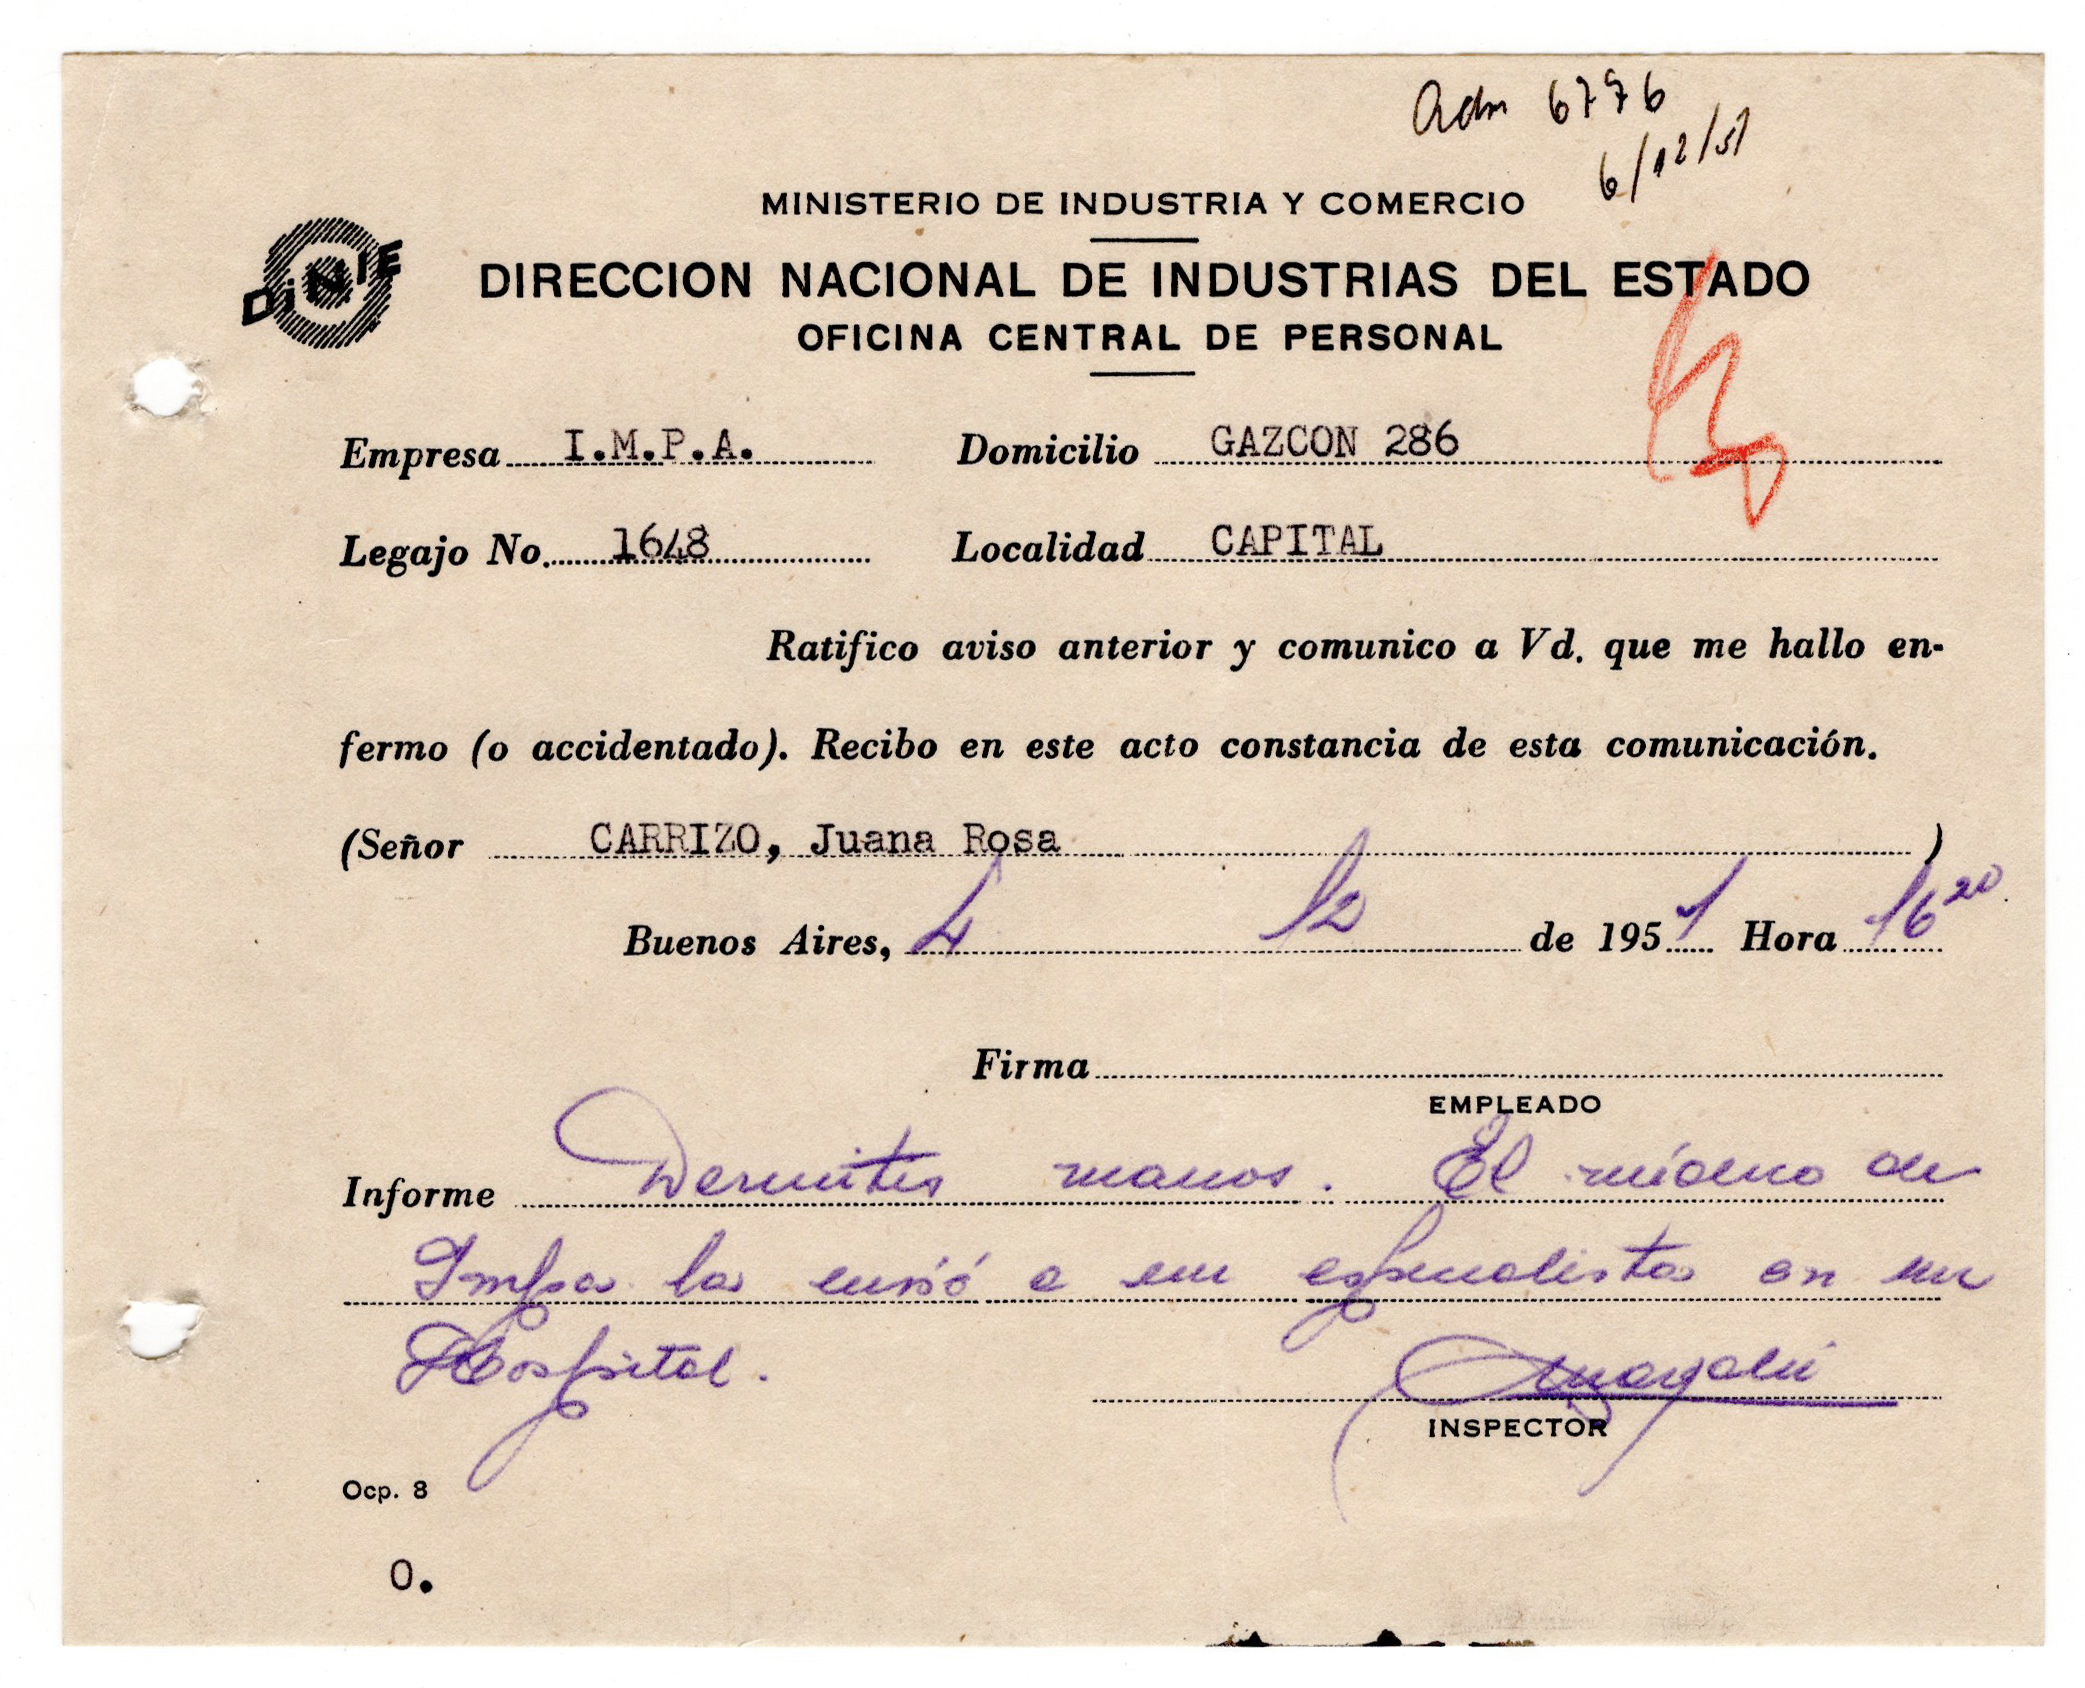 Adm 6776
6/12/51
MINISTERIO DE INDUSTRIA Y COMERCIO
DiNIE
DIRECCION NACIONAL DE INDUSTRIAS DEL ESTADO
OFICINA CENTRAL DE PERSONAL
Empresa I.M.P.A. Domicilio GAZCON 286
Legajo No. 1648 Localidad CAPITAL
Ratifico aviso anterior y comunico a Vd. que me hallo en-
fermo (o accidentado). Recibo en este acto constancia de esta comunicación.
(Señor CARRIZO, Juana Rosa )
Buenos Aires, 4 12 de 1951 Hora 16 20
Firma
EMPLEADO
Informe Dermitis manos. El médico de
Impa la envió a un especialista en un
Hospital.
INSPECTOR
Ocp. 8
O.